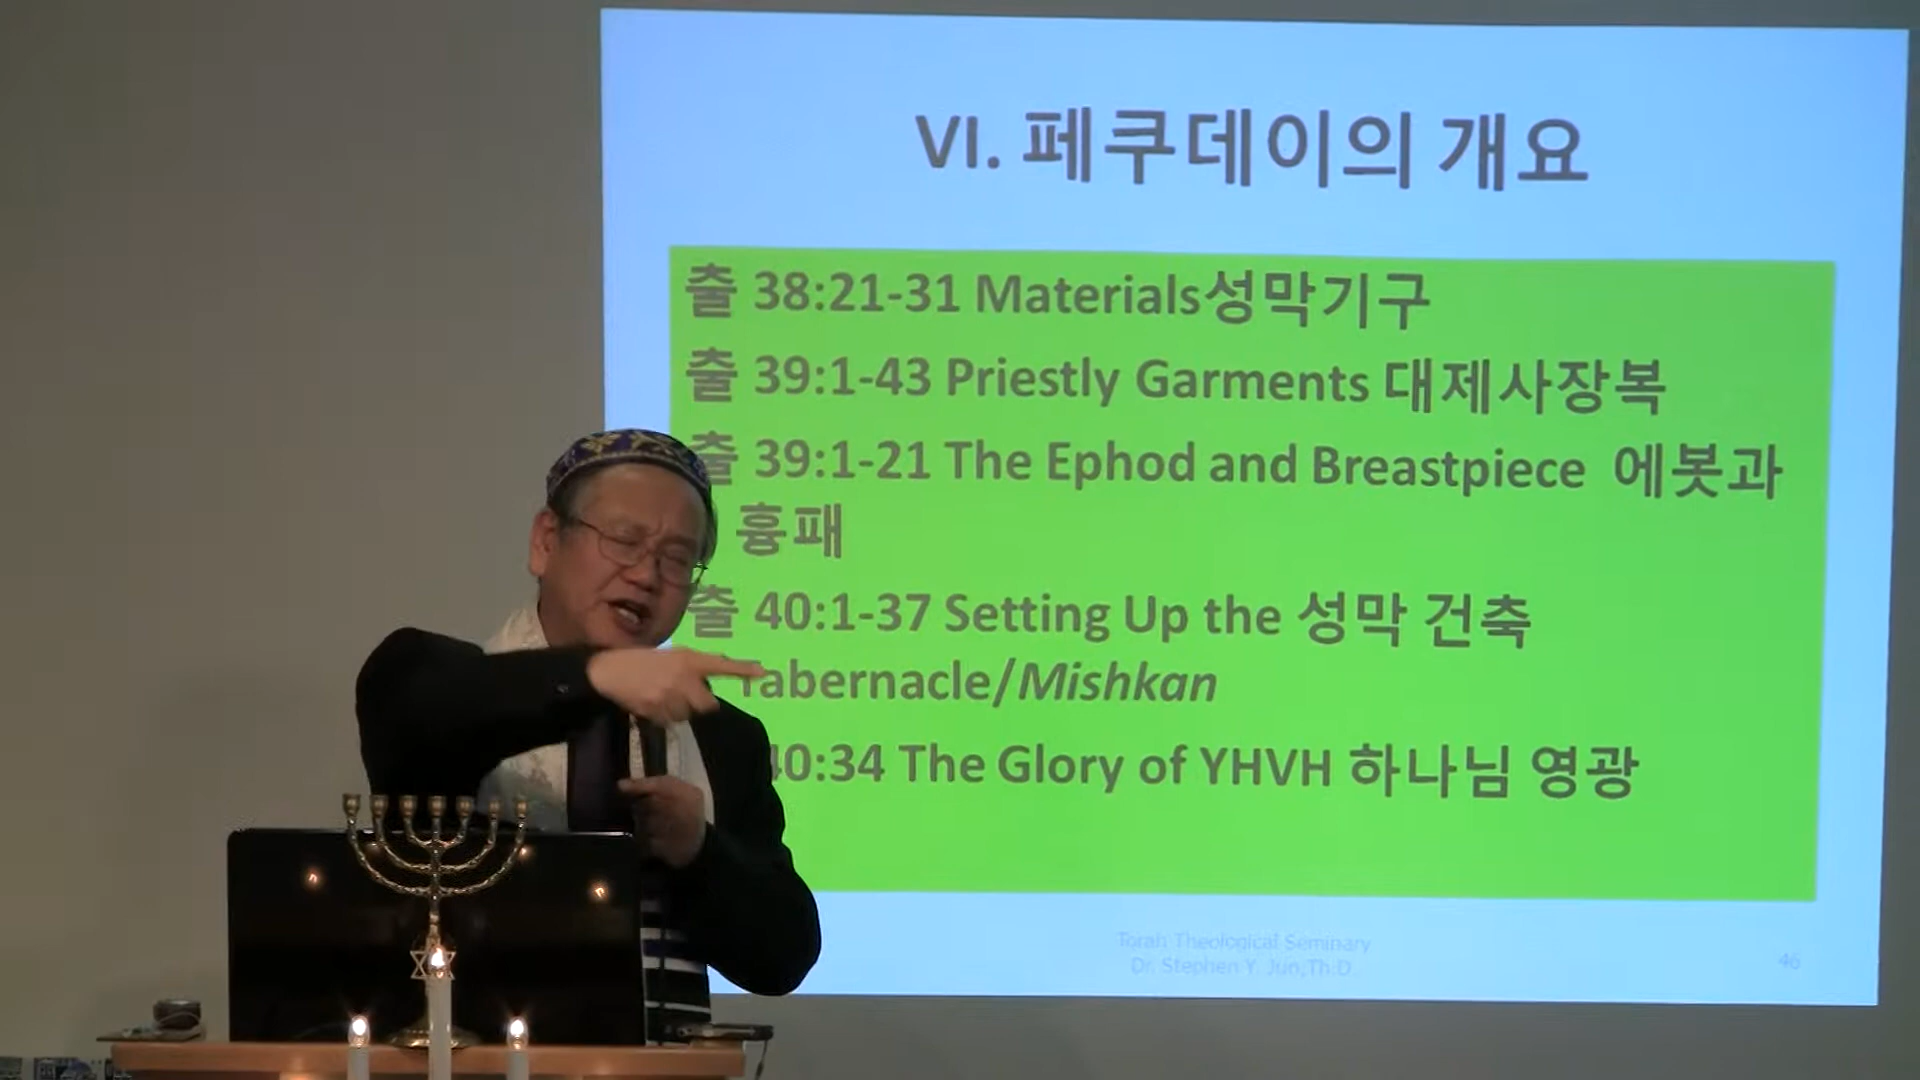 VI. 페쿠데이의 개요
출 38:21-31 Materials성막기구
출 39:1-43 Priestly Garments 대제사장복
출 39:1-21 The Ephod and Breastpiece 에봇과
흉패
출 40:1-37 Setting Up the 성막 건축
Tabernacle/Mishkan
40:34 The Glory of YHVH 하나님 영광
Torah Theological Seminary
Dr. Stephen Y. Jun,Th.D
46